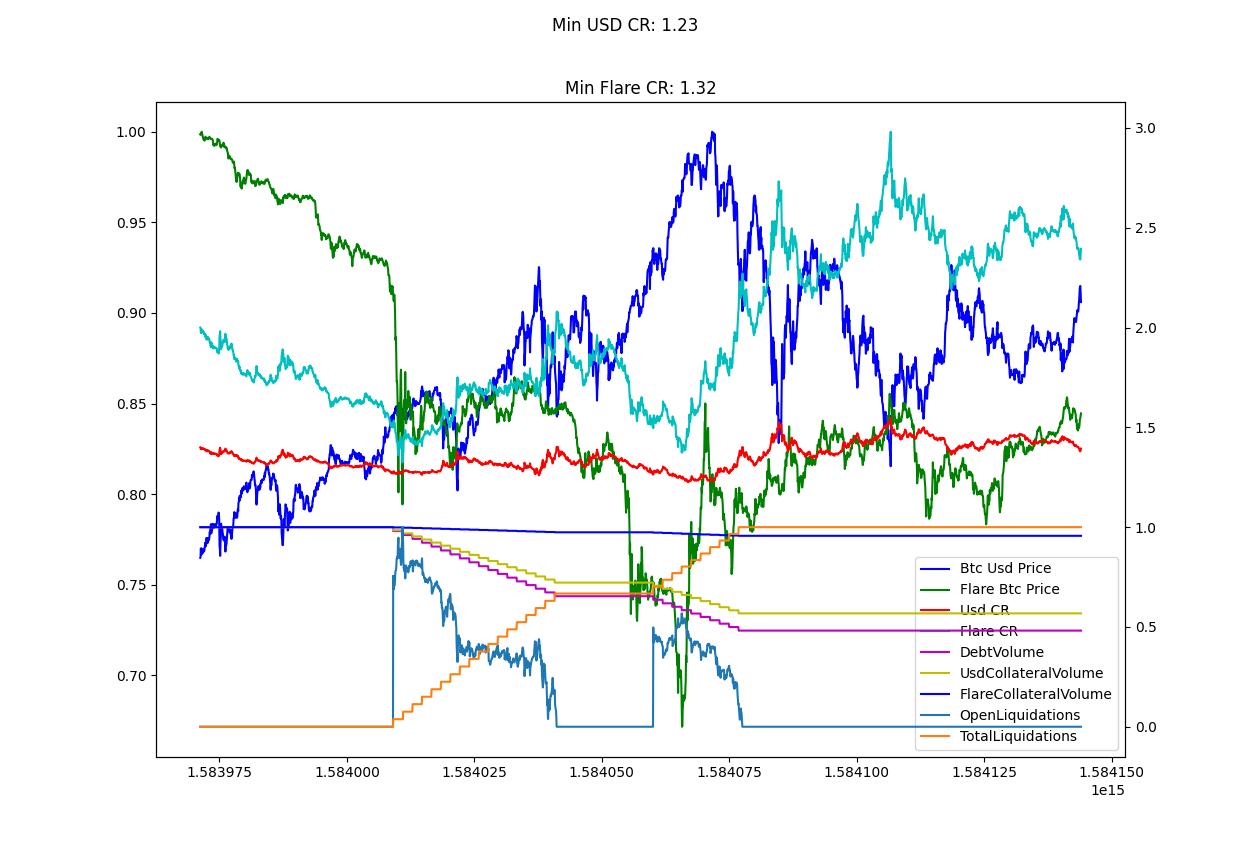 Min USD CR: 1.23
Min Flare CR: 1.32
1.00
0.95
0.90
0.85
0.80
0.75
0.70
3.0
2.5
2.0
1.5
1.0
0.5
0.0
Btc Usd Price
Flare Btc Price
Usd CR
Flare CR
DebtVolume
UsdCollateralVolume
FlareCollateralVolume
OpenLiquidations
TotalLiquidations
1.583975 1.584000 1.584025 1.584050 1.584075 1.584100 1.584125 1.584150
1e15